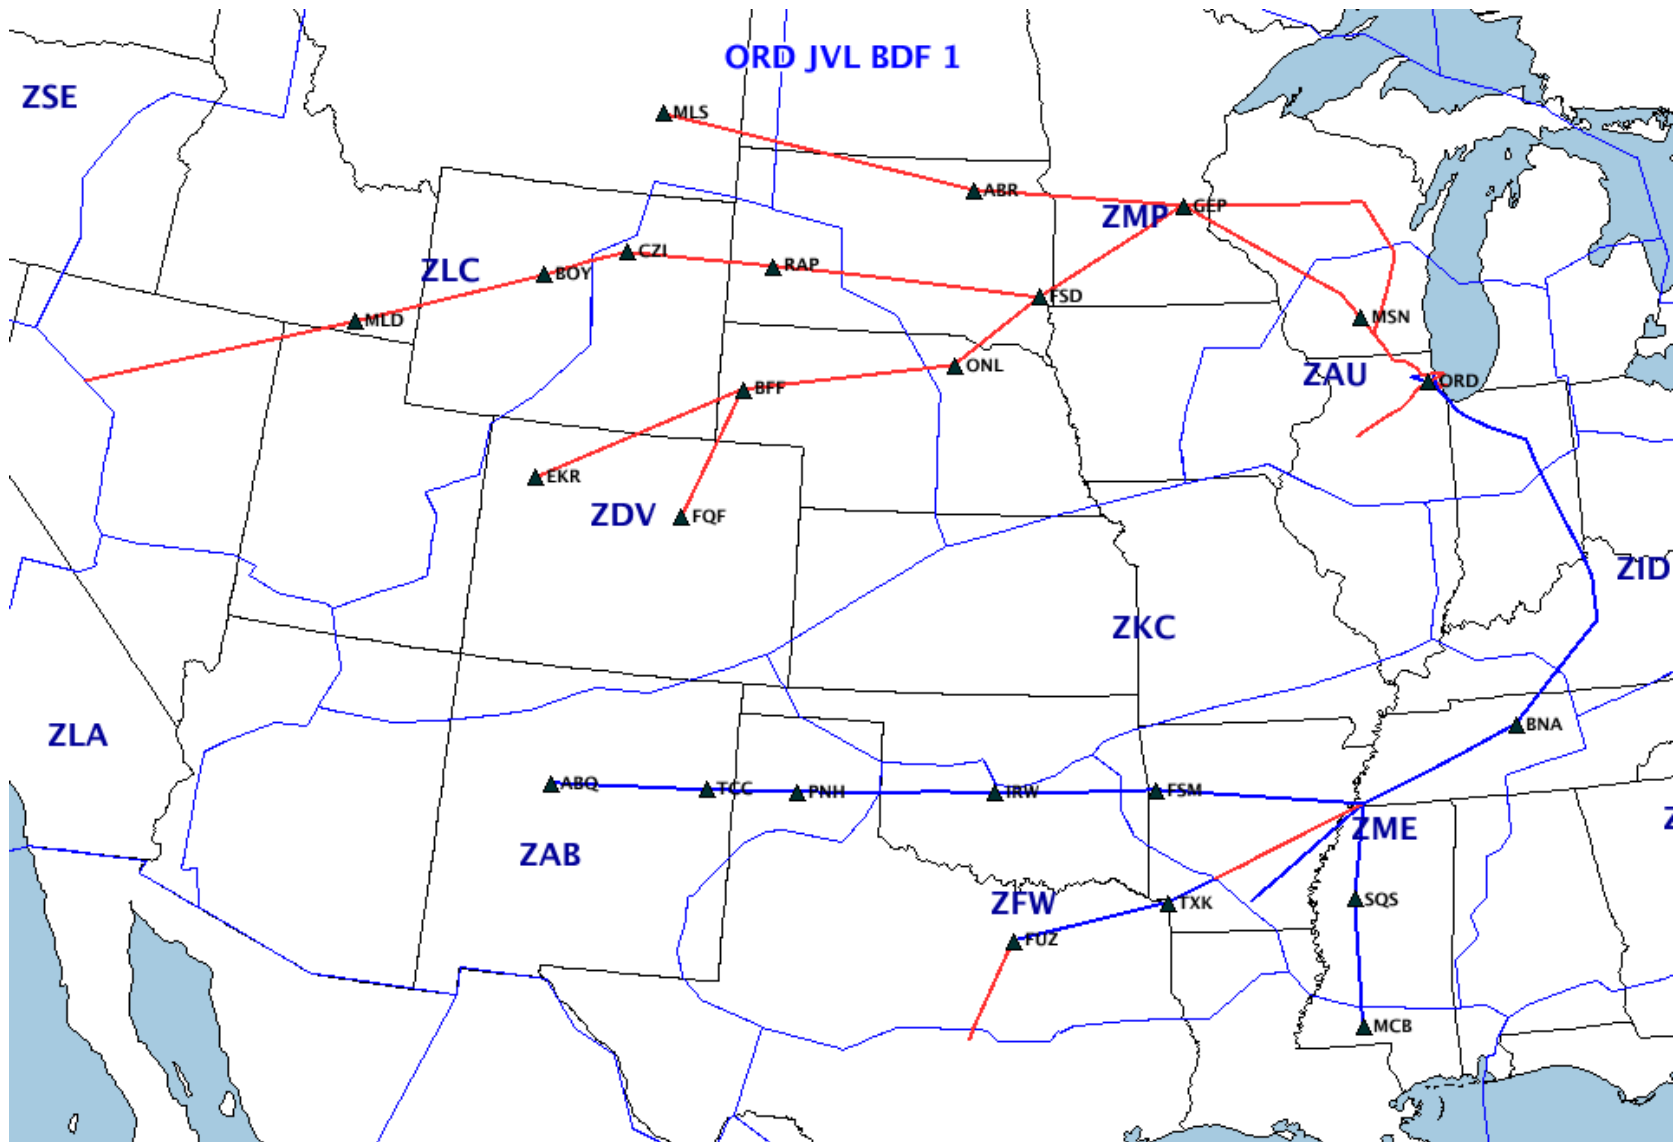 ORD JVL BDF 1
ZSE
MLS
ABR
ZMP
GEP
CZI
ZLC
BOY
RAP
FSD
MLD
MSN
ONL
ZAU
ORD
BFF
EKR
ZDV
FQF
ZID
ZKC
BNA
ZLA
ABQ
TCC
PNH
IRW
FSM
ZME
ZAB
ZFW
TXK
SQS
FUZ
MCB